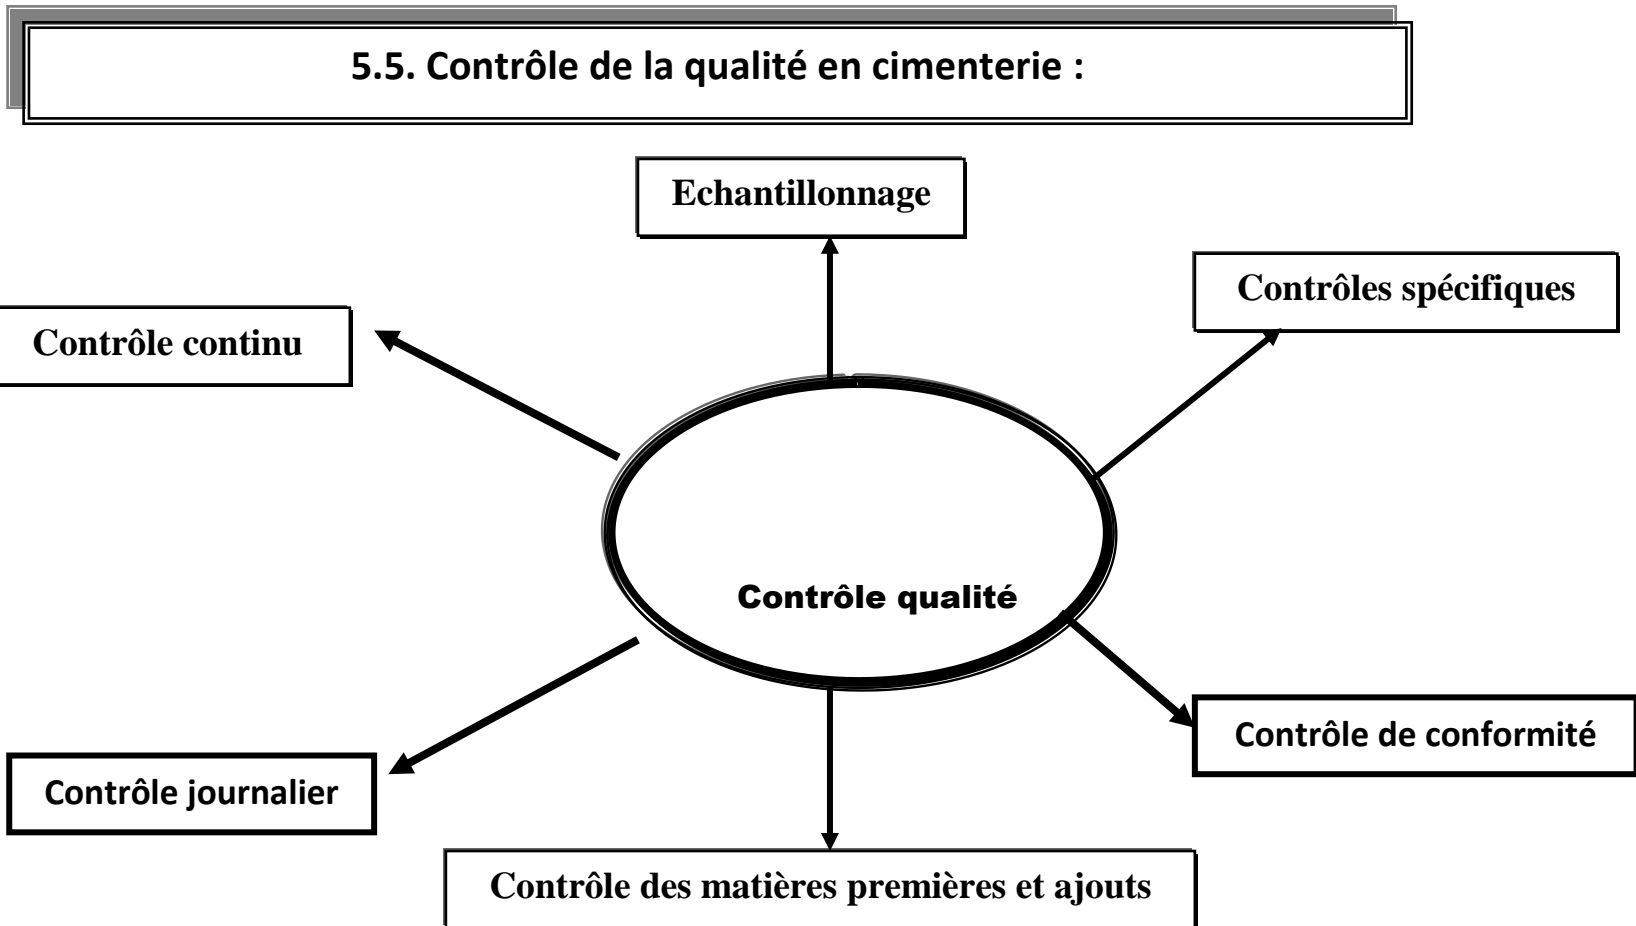 5.5. Contrôle de la qualité en cimenterie :
Echantillonnage
Contrôles spécifiques
Contrôle continu
Contrôle qualité
Contrôle de conformité
Contrôle journalier
Contrôle des matières premières et ajouts